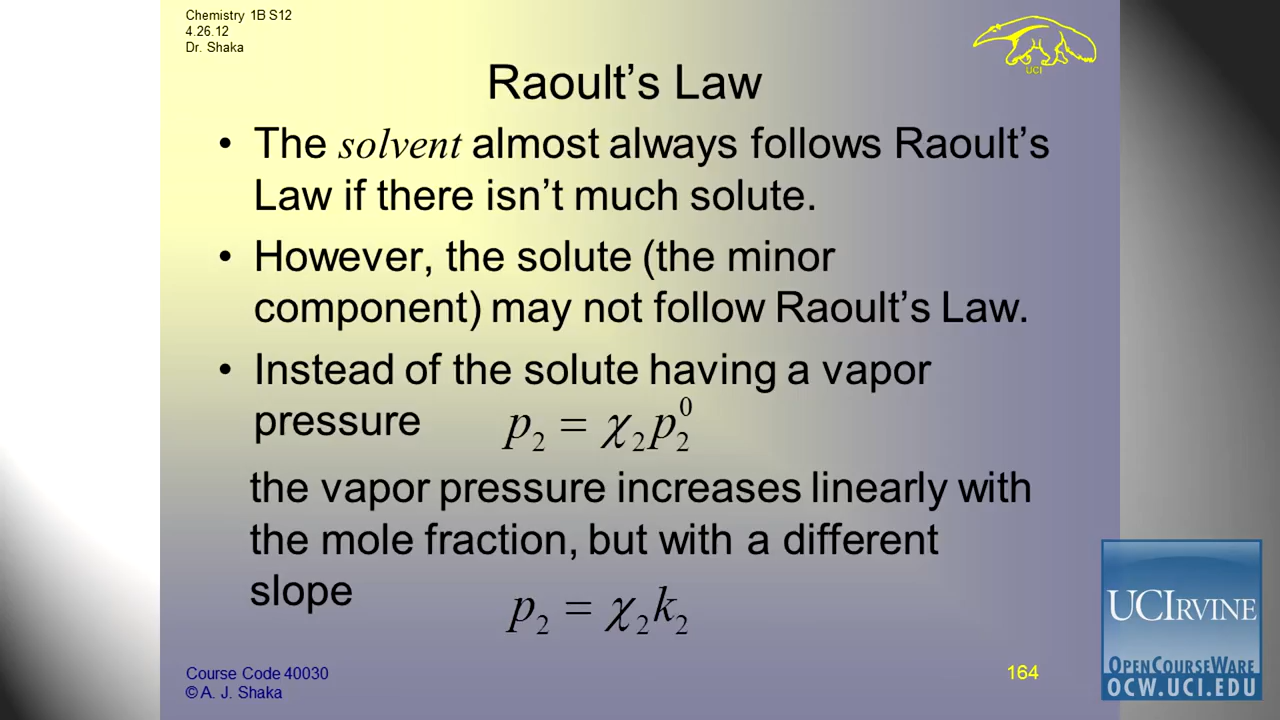 Chemistry 1B S12
4.26.12
Dr. Shaka
UCI
Raoult’s Law
• The solvent almost always follows Raoult’s
Law if there isn’t much solute.
• However, the solute (the minor
component) may not follow Raoult’s Law.
• Instead of the solute having a vapor
pressure p₂ = χ₂p₂⁰
the vapor pressure increases linearly with
the mole fraction, but with a different
slope p₂ = χ₂k₂
Course Code 40030
© A. J. Shaka
164
UCIRVINE
OPENCOURSEWARE
OCW.UCI.EDU